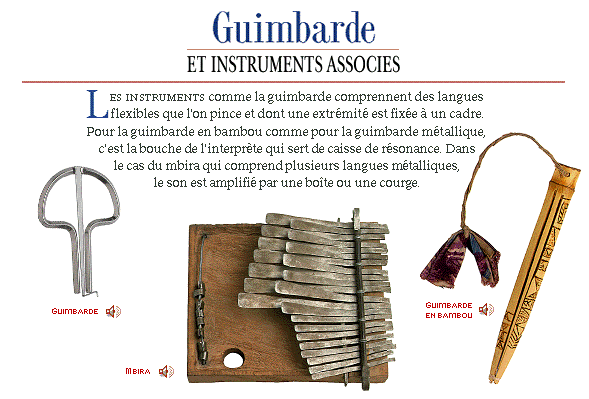 Guimbarde
ET INSTRUMENTS ASSOCIES
LES INSTRUMENTS comme la guimbarde comprennent des langues
flexibles que l'on pince et dont une extrémité est fixée à un cadre.
Pour la guimbarde en bambou comme pour la guimbarde métallique,
c'est la bouche de l'interprète qui sert de caisse de résonance. Dans
le cas du mbira qui comprend plusieurs langues métalliques,
le son est amplifié par une boîte ou une courge.
GUIMBARDE
GUIMBARDE
EN BAMBOU
MBIRA